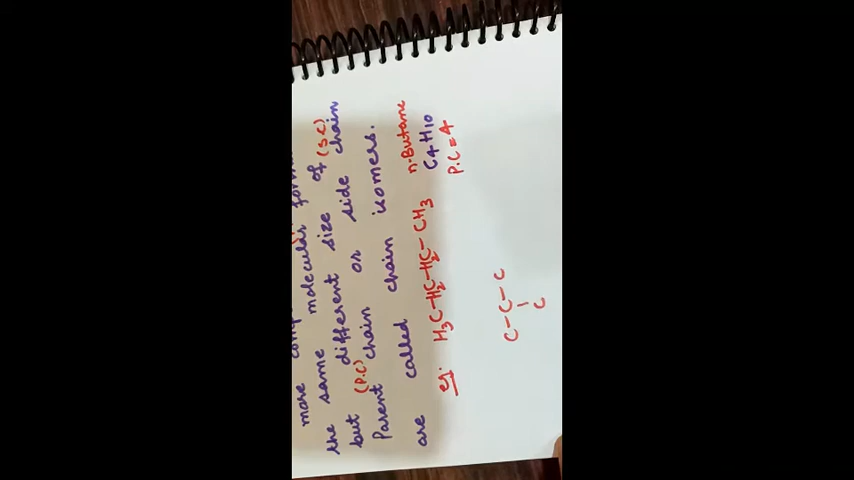 more molecular
the same different size of (S.C)
but (P.C) chain or side chain
Parent
are called chain isomers.
eg: H3C-H2C-H2C-CH3 n-Butane
C4H10
P.C=4
C-C-C
C